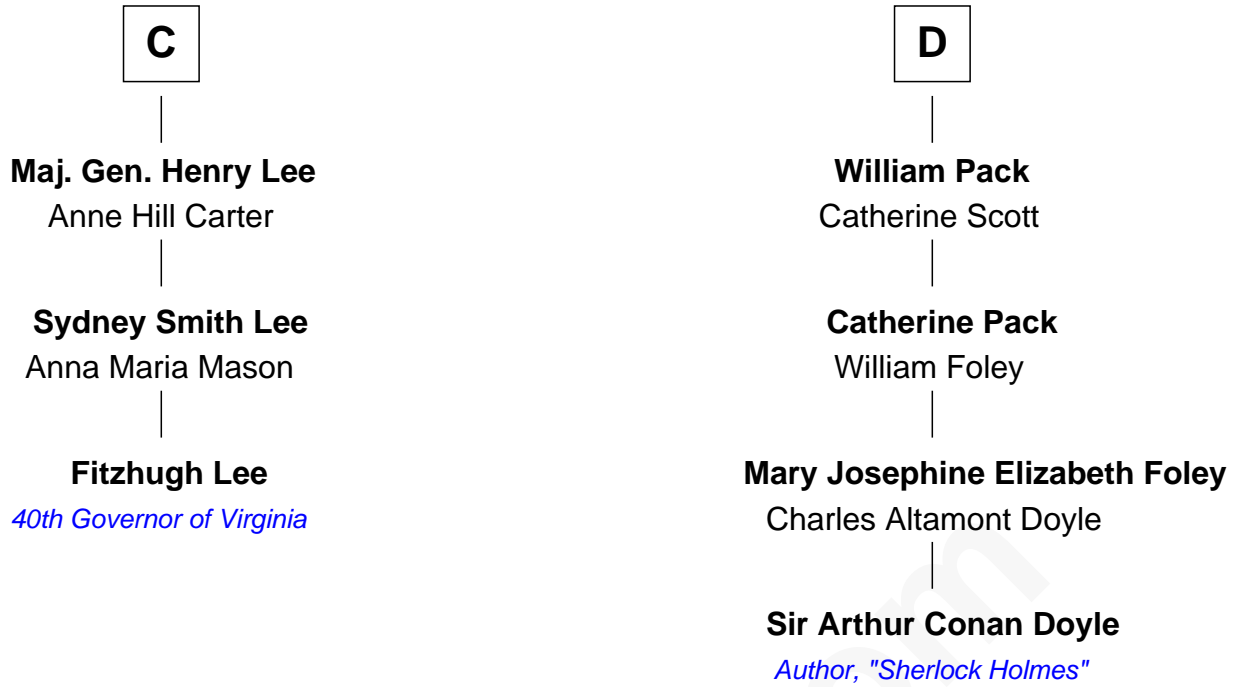 C
Maj. Gen. Henry Lee
Anne Hill Carter
Sydney Smith Lee
Anna Maria Mason
Fitzhugh Lee
40th Governor of Virginia
D
William Pack
Catherine Scott
Catherine Pack
William Foley
Mary Josephine Elizabeth Foley
Charles Altamont Doyle
Sir Arthur Conan Doyle
Author, "Sherlock Holmes"